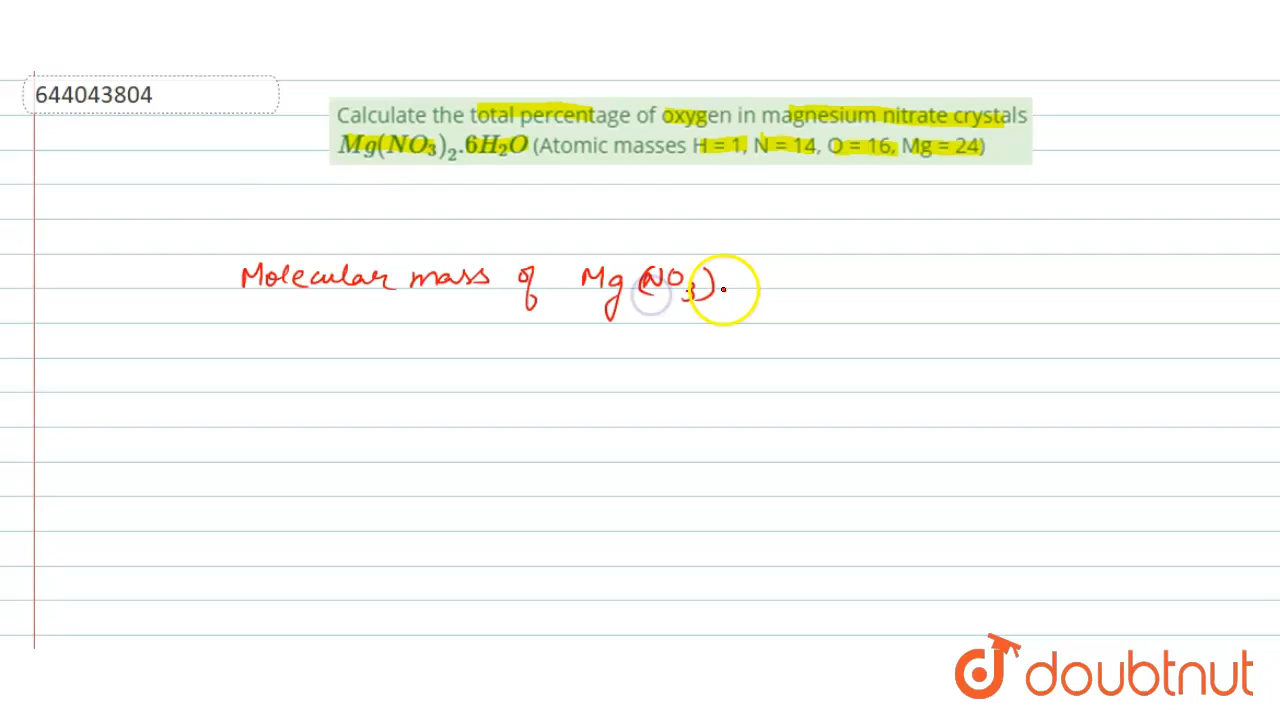 644043804
Calculate the total percentage of oxygen in magnesium nitrate crystals
Mg(NO₃)₂.6H₂O (Atomic masses H = 1, N = 14, O = 16, Mg = 24)
Molecular mass of Mg(NO₃).
doubtnut